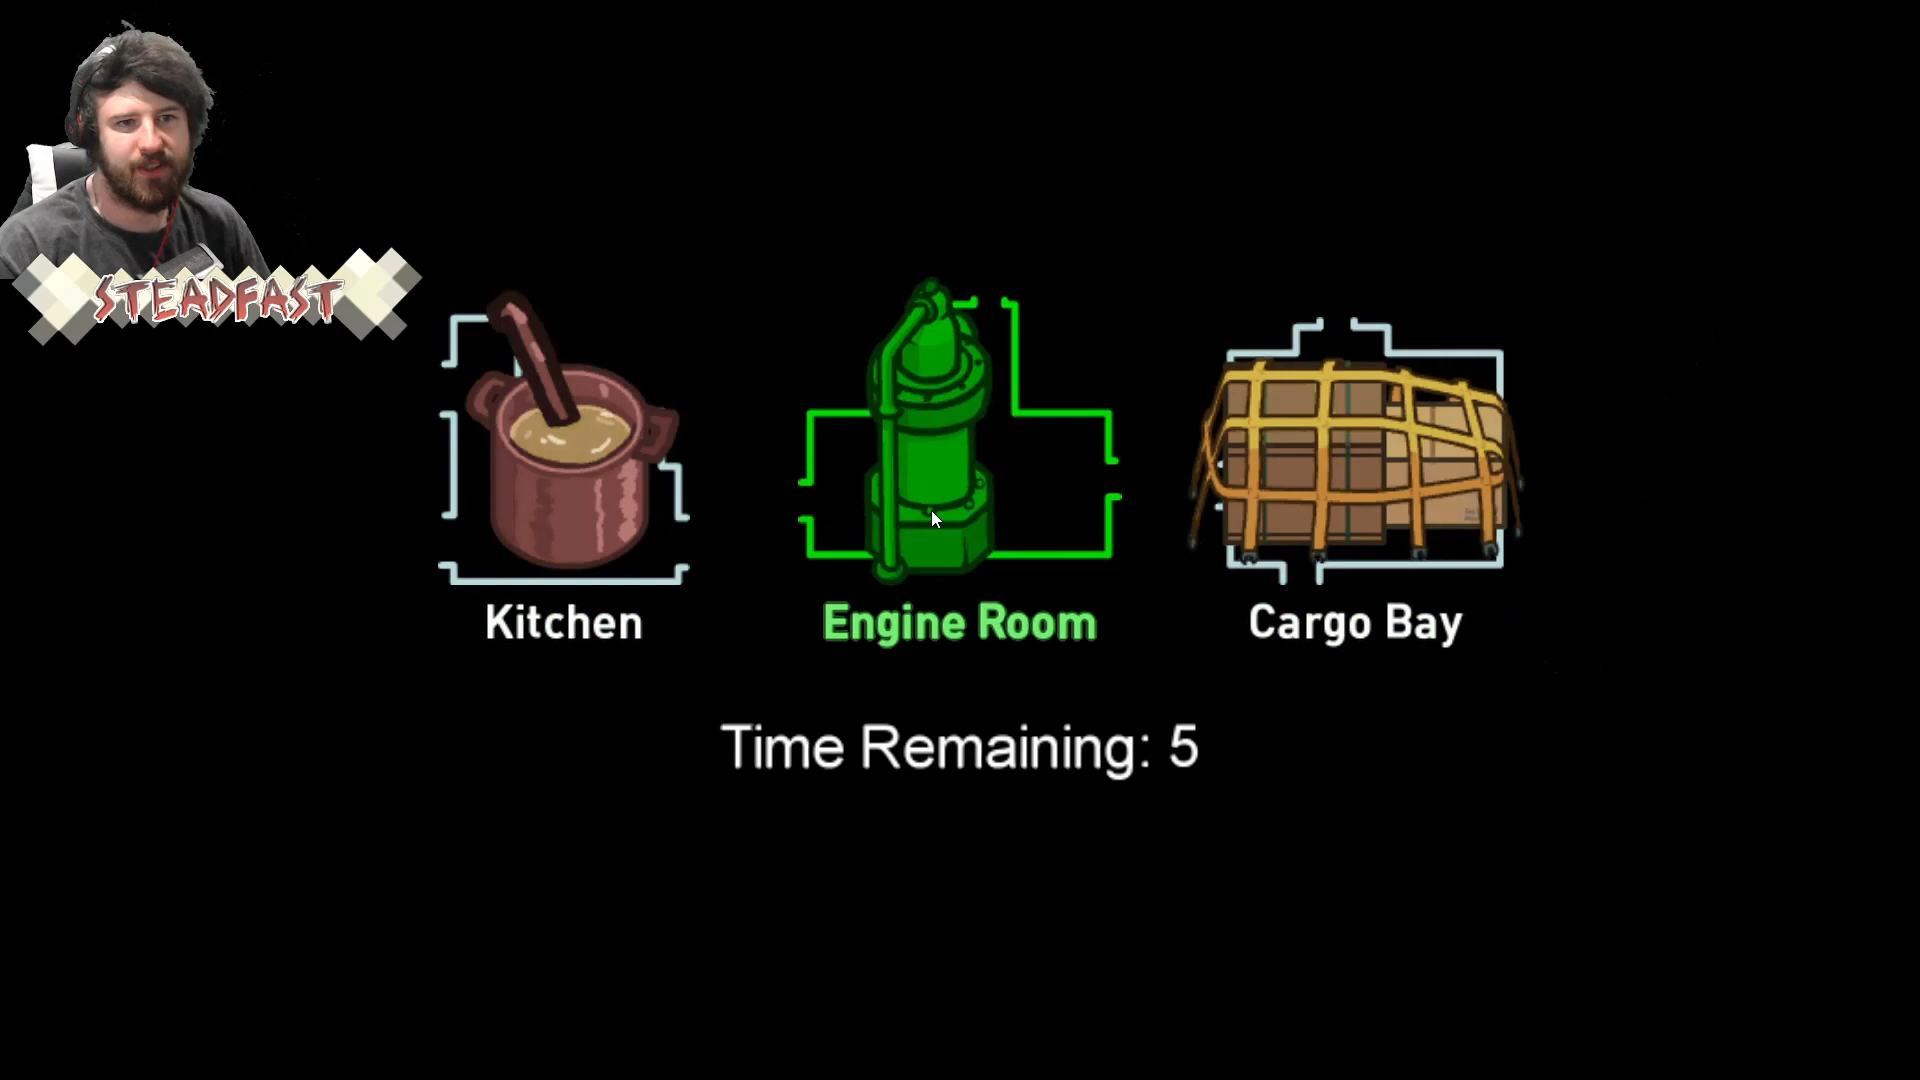 STEADFAST
Kitchen
Engine Room
Cargo Bay
Time Remaining: 5